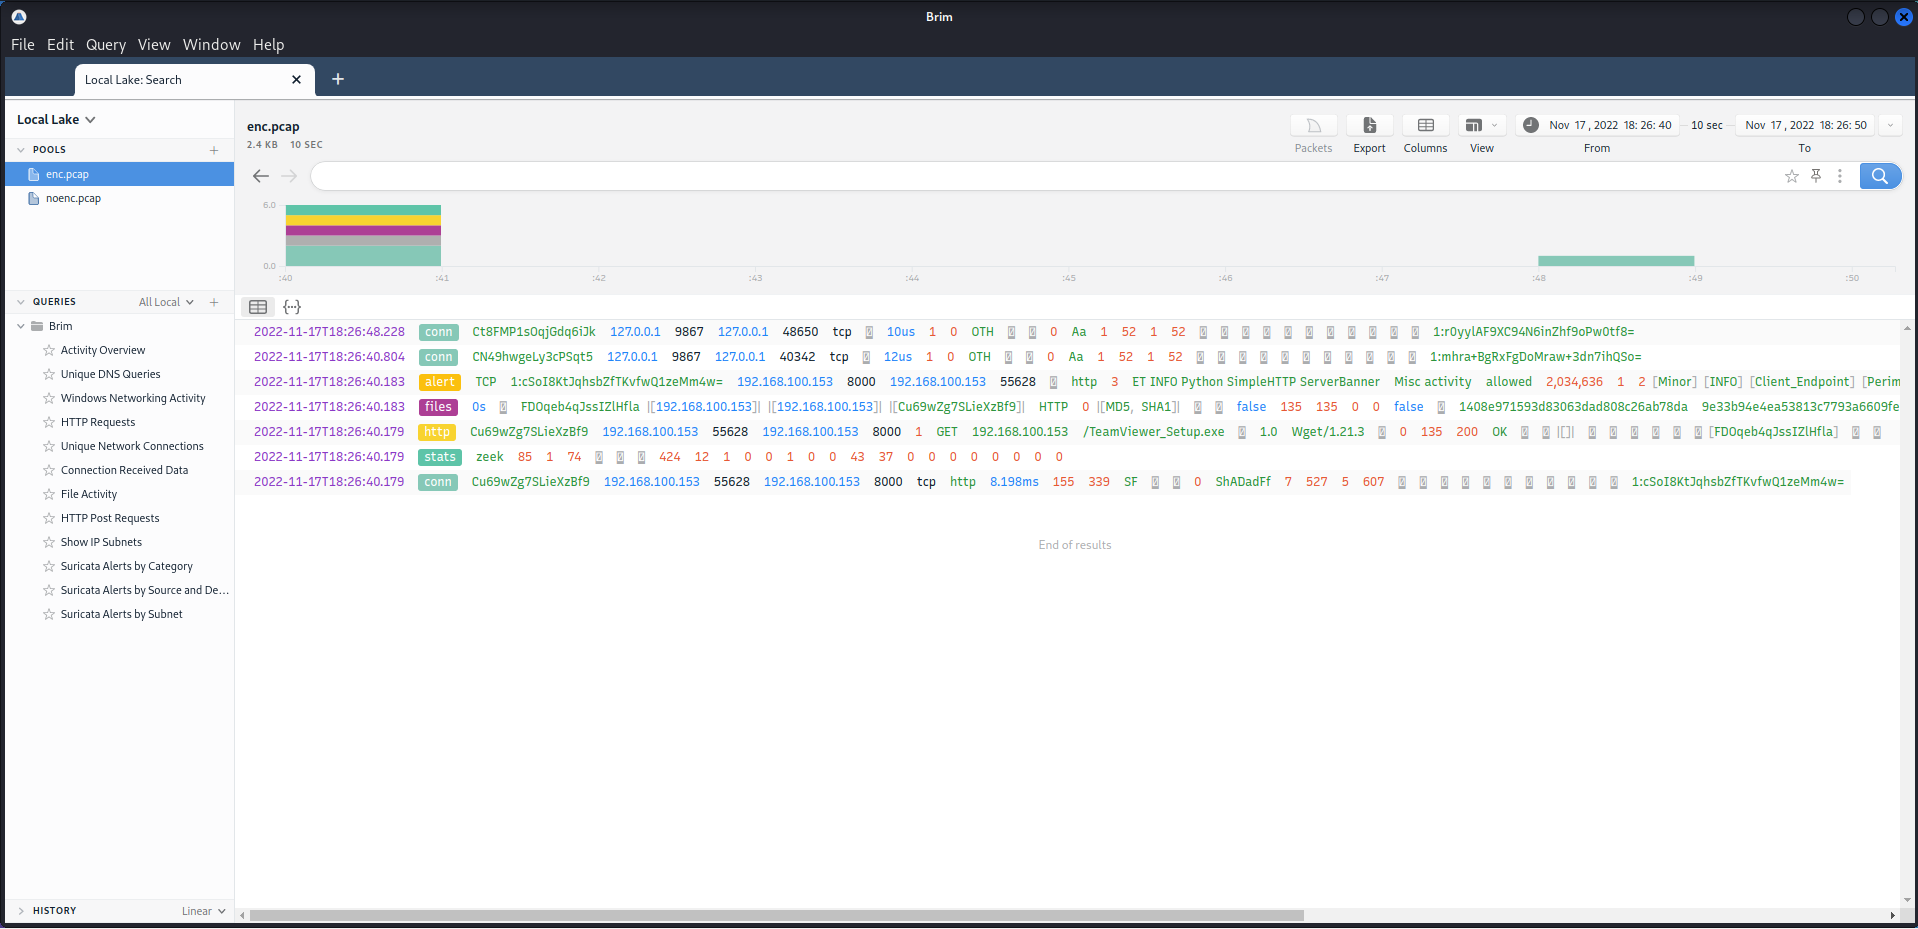 Brim
File Edit Query View Window Help
Local Lake: Search
Local Lake
POOLS
enc.pcap
noenc.pcap
QUERIES All Local
Brim
Activity Overview
Unique DNS Queries
Windows Networking Activity
HTTP Requests
Unique Network Connections
Connection Received Data
File Activity
HTTP Post Requests
Show IP Subnets
Suricata Alerts by Category
Suricata Alerts by Source and De...
Suricata Alerts by Subnet
HISTORY Linear
enc.pcap
2.4 KB 10 SEC
Packets Export Columns View
Nov 17, 2022 18:26:40 10 sec Nov 17, 2022 18:26:50
From To
6.0
0.0
:40 :41 :42 :43 :44 :45 :46 :47 :48 :49 :50
2022-11-17T18:26:48.228 conn Ct8FMP1sOqjGdq6iJk 127.0.0.1 9867 127.0.0.1 48650 tcp 10us 1 0 OTH 0 Aa 1 52 1 52 1:r0yylAF9XC94N6inZhf9oPw0tf8=
2022-11-17T18:26:40.804 conn CN49hwgeLy3cPSqt5 127.0.0.1 9867 127.0.0.1 40342 tcp 12us 1 0 OTH 0 Aa 1 52 1 52 1:mhra+BgRxFgDoMraw+3dn7ihQSo=
2022-11-17T18:26:40.183 alert TCP 1:cSoI8KtJqhsbZfTKvfwQ1zeMm4w= 192.168.100.153 8000 192.168.100.153 55628 http 3 ET INFO Python SimpleHTTP ServerBanner Misc activity allowed 2,034,636 1 2 [Minor] [INFO] [Client_Endpoint] [Perim
2022-11-17T18:26:40.183 files 0s FDOqeb4qJssIZlHfla |[192.168.100.153]| |[192.168.100.153]| |[Cu69wZg7SLieXzBf9]| HTTP 0 |[MD5, SHA1]| false 135 135 0 0 false 1408e971593d83063dad808c26ab78da 9e33b94e4ea53813c7793a6609fe
2022-11-17T18:26:40.179 http Cu69wZg7SLieXzBf9 192.168.100.153 55628 192.168.100.153 8000 1 GET 192.168.100.153 /TeamViewer_Setup.exe 1.0 Wget/1.21.3 0 135 200 OK |[]| [FDOqeb4qJssIZlHfla]
2022-11-17T18:26:40.179 stats zeek 85 1 74 424 12 1 0 0 1 0 0 43 37 0 0 0 0 0 0 0 0
2022-11-17T18:26:40.179 conn Cu69wZg7SLieXzBf9 192.168.100.153 55628 192.168.100.153 8000 tcp http 8.198ms 155 339 SF 0 ShADadFf 7 527 5 607 1:cSoI8KtJqhsbZfTKvfwQ1zeMm4w=
End of results